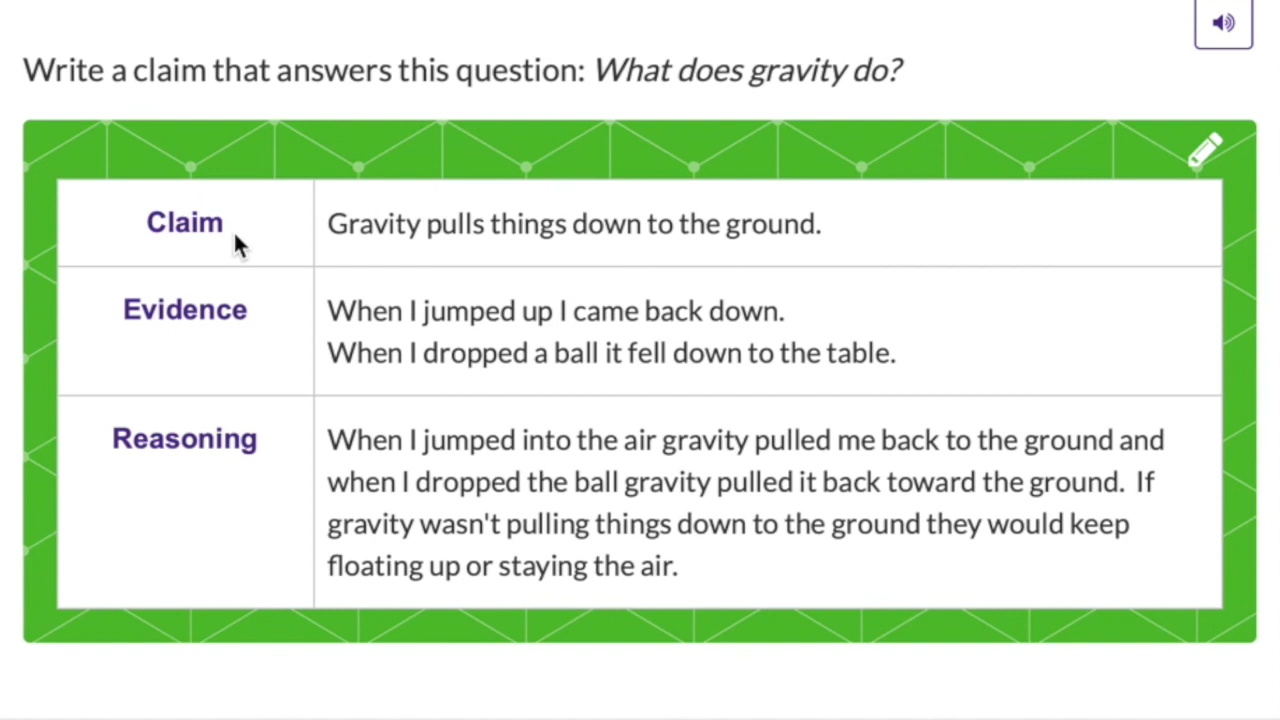 Write a claim that answers this question: What does gravity do?
Claim
Gravity pulls things down to the ground.
Evidence
When I jumped up I came back down.
When I dropped a ball it fell down to the table.
Reasoning
When I jumped into the air gravity pulled me back to the ground and
when I dropped the ball gravity pulled it back toward the ground. If
gravity wasn't pulling things down to the ground they would keep
floating up or staying the air.